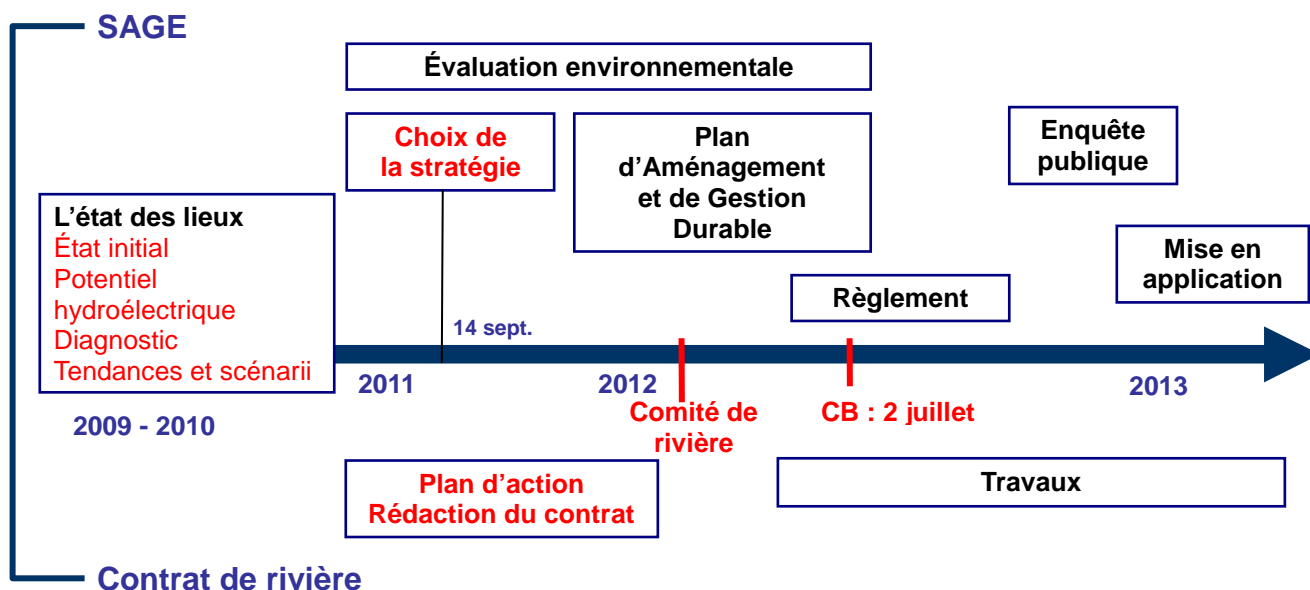 SAGE
Évaluation environnementale
Choix de
la stratégie
Plan
d'Aménagement
et de Gestion
Durable
Enquête
publique
L'état des lieux
État initial
Potentiel
hydroélectrique
Diagnostic
Tendances et scénarii
Mise en
application
Règlement
14 sept.
2009 - 2010
2011
2012
2013
Comité de
rivière
CB : 2 juillet
Plan d'action
Rédaction du contrat
Travaux
Contrat de rivière